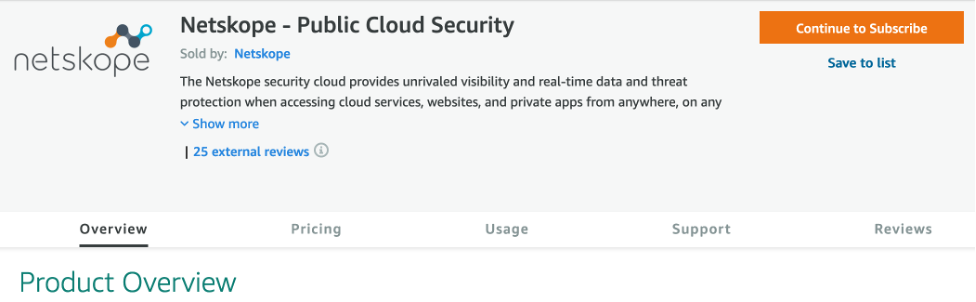 netskope
Netskope - Public Cloud Security
Sold by: Netskope
The Netskope security cloud provides unrivaled visibility and real-time data and threat
protection when accessing cloud services, websites, and private apps from anywhere, on any
Show more
| 25 external reviews
Continue to Subscribe
Save to list
Overview
Pricing
Usage
Support
Reviews
Product Overview